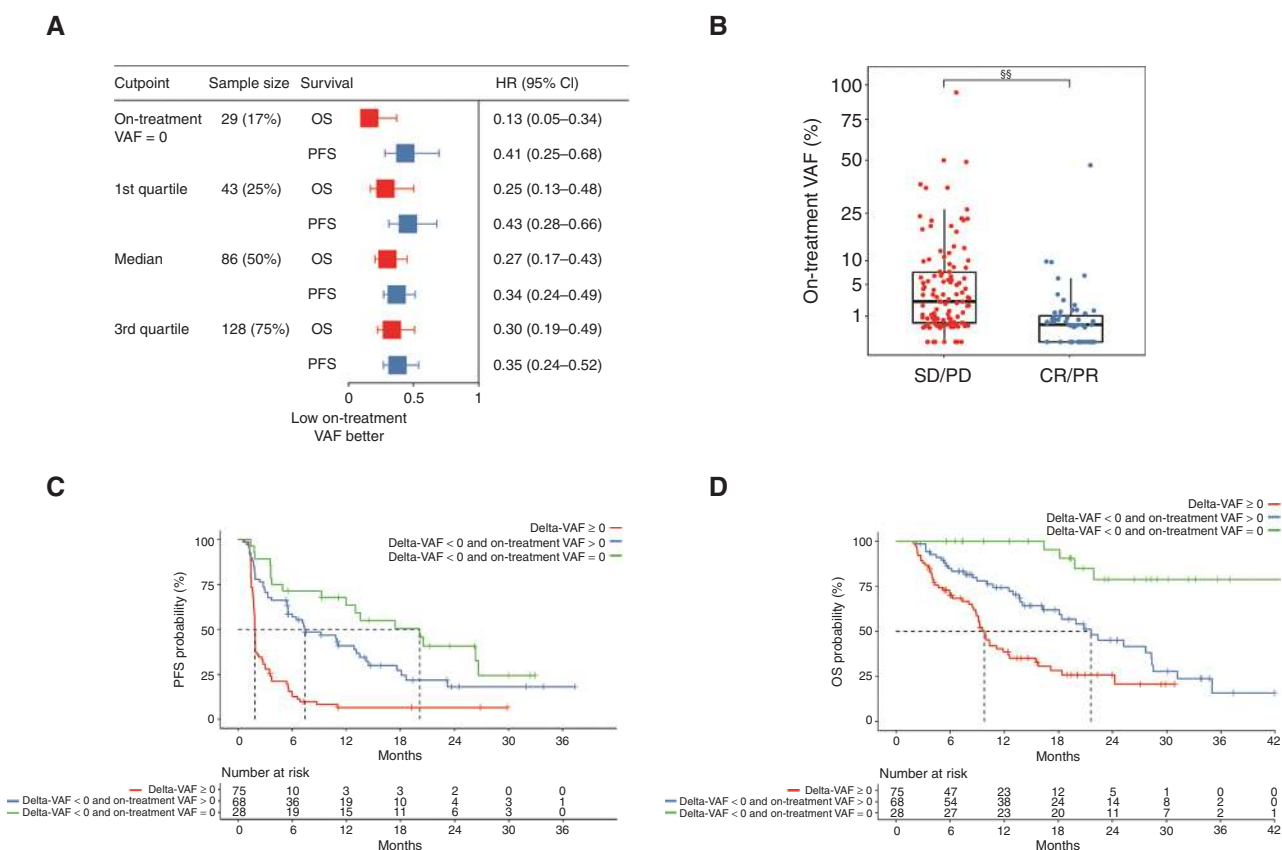 A
Cutpoint Sample size Survival HR (95% CI)
On-treatment 29 (17%) OS 0.13 (0.05–0.34)
VAF = 0
PFS 0.41 (0.25–0.68)
1st quartile 43 (25%) OS 0.25 (0.13–0.48)
PFS 0.43 (0.28–0.66)
Median 86 (50%) OS 0.27 (0.17–0.43)
PFS 0.34 (0.24–0.49)
3rd quartile 128 (75%) OS 0.30 (0.19–0.49)
PFS 0.35 (0.24–0.52)
0 0.5 1
Low on-treatment
VAF better
B
§§
On-treatment VAF (%)
100
75
50
25
10
5
1
SD/PD CR/PR
C
Delta-VAF ≥ 0
Delta-VAF < 0 and on-treatment VAF > 0
Delta-VAF < 0 and on-treatment VAF = 0
PFS probability (%)
100
75
50
25
0
0 6 12 18 24 30 36
Months
Number at risk
Delta-VAF ≥ 0 75 10 3 3 2 0 0
Delta-VAF < 0 and on-treatment VAF > 0 68 36 19 10 4 3 1
Delta-VAF < 0 and on-treatment VAF = 0 28 19 15 11 6 3 0
0 6 12 18 24 30 36
Months
D
Delta-VAF ≥ 0
Delta-VAF < 0 and on-treatment VAF > 0
Delta-VAF < 0 and on-treatment VAF = 0
OS probability (%)
100
75
50
25
0
0 6 12 18 24 30 36 42
Months
Number at risk
Delta-VAF ≥ 0 75 47 23 12 5 1 0 0
Delta-VAF < 0 and on-treatment VAF > 0 68 54 38 24 14 8 2 0
Delta-VAF < 0 and on-treatment VAF = 0 28 27 23 20 11 7 2 1
0 6 12 18 24 30 36 42
Months